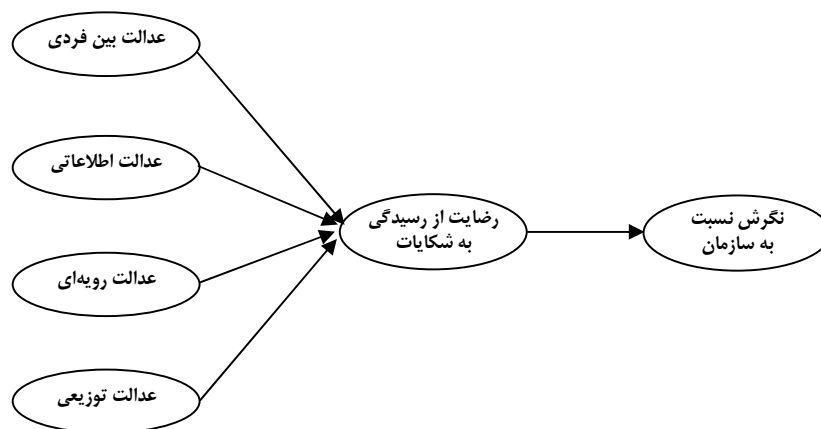 عدالت بین فردی
عدالت اطلاعاتی
عدالت رویه‌ای
عدالت توزیعی
رضایت از رسیدگی
به شکایات
نگرش نسبت
به سازمان